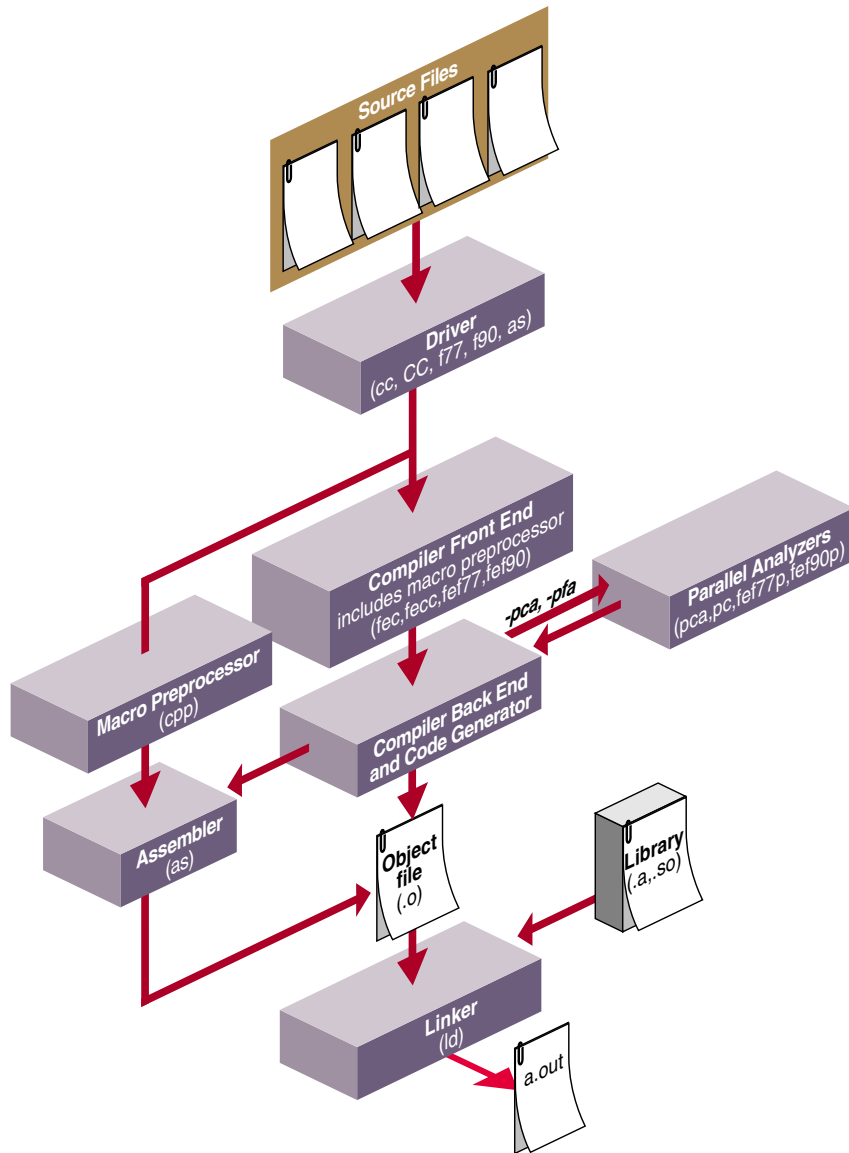 Source Files
Driver
(cc, CC, f77, f90, as)
Compiler Front End
includes macro preprocessor
(fec,fecc,fef77,fef90)
-pca, -pfa
Parallel Analyzers
(pca,pc,fef77p,fef90p)
Macro Preprocessor
(cpp)
Compiler Back End
and Code Generator
Assembler
(as)
Object
file
(.o)
Library
(.a,.so)
Linker
(ld)
a.out